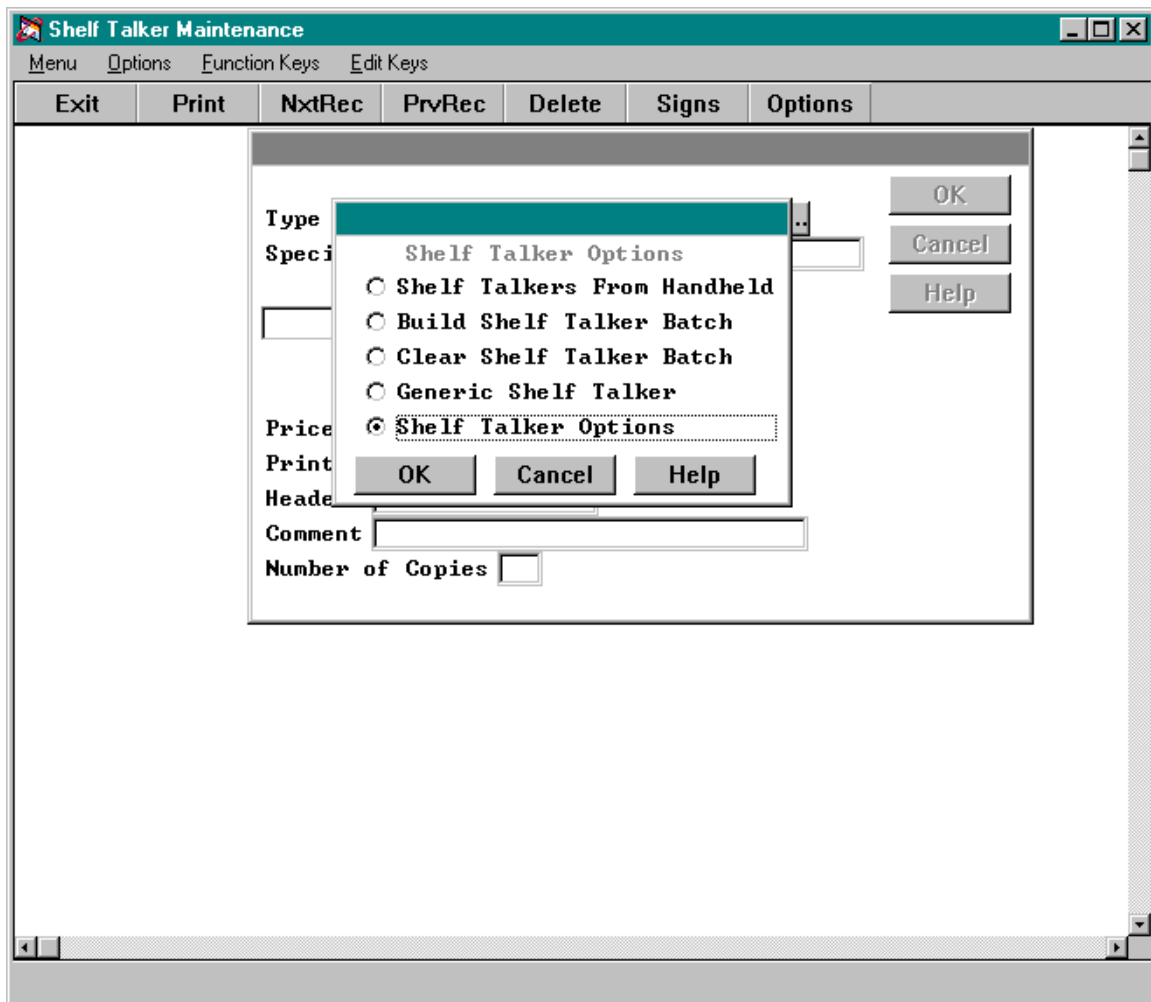 Shelf Talker Maintenance
Menu Options Function Keys Edit Keys
Exit Print NxtRec PrvRec Delete Signs Options
OK
Type ..
Cancel
Speci
Shelf Talker Options
Help
Shelf Talkers From Handheld
Build Shelf Talker Batch
Clear Shelf Talker Batch
Generic Shelf Talker
Price
Shelf Talker Options
Print
OK Cancel Help
Heade
Comment
Number of Copies